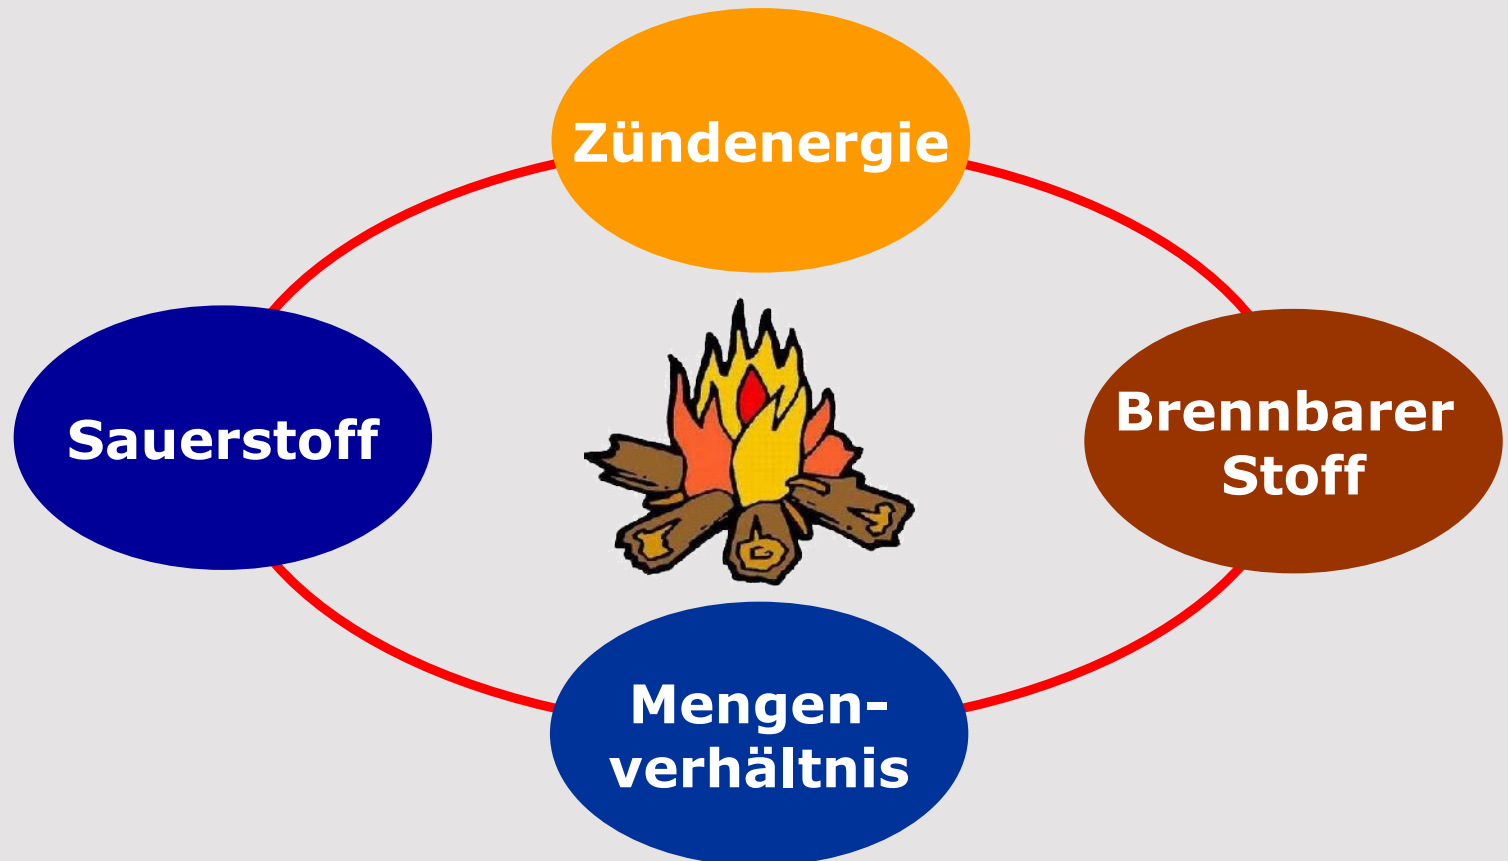 Zündenergie
Sauerstoff
Brennbarer
Stoff
Mengen-
verhältnis